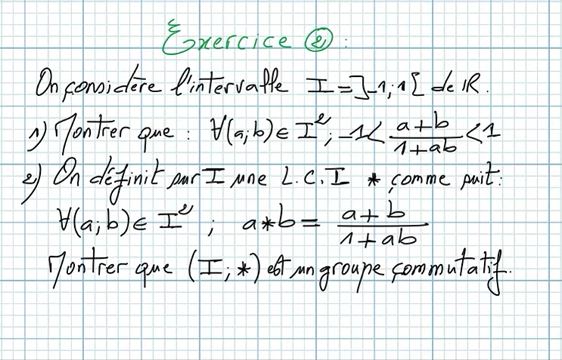 Exercice ② :
On considère l'intervalle I = ]-1; 1[ de ℝ.
1) Montrer que : ∀(a;b) ∈ I²; -1 < (a+b)/(1+ab) < 1
2) On définit sur I une L.C.I * comme suit:
∀(a;b) ∈ I² ; a*b = (a+b)/(1+ab)
Montrer que (I; *) est un groupe commutatif.